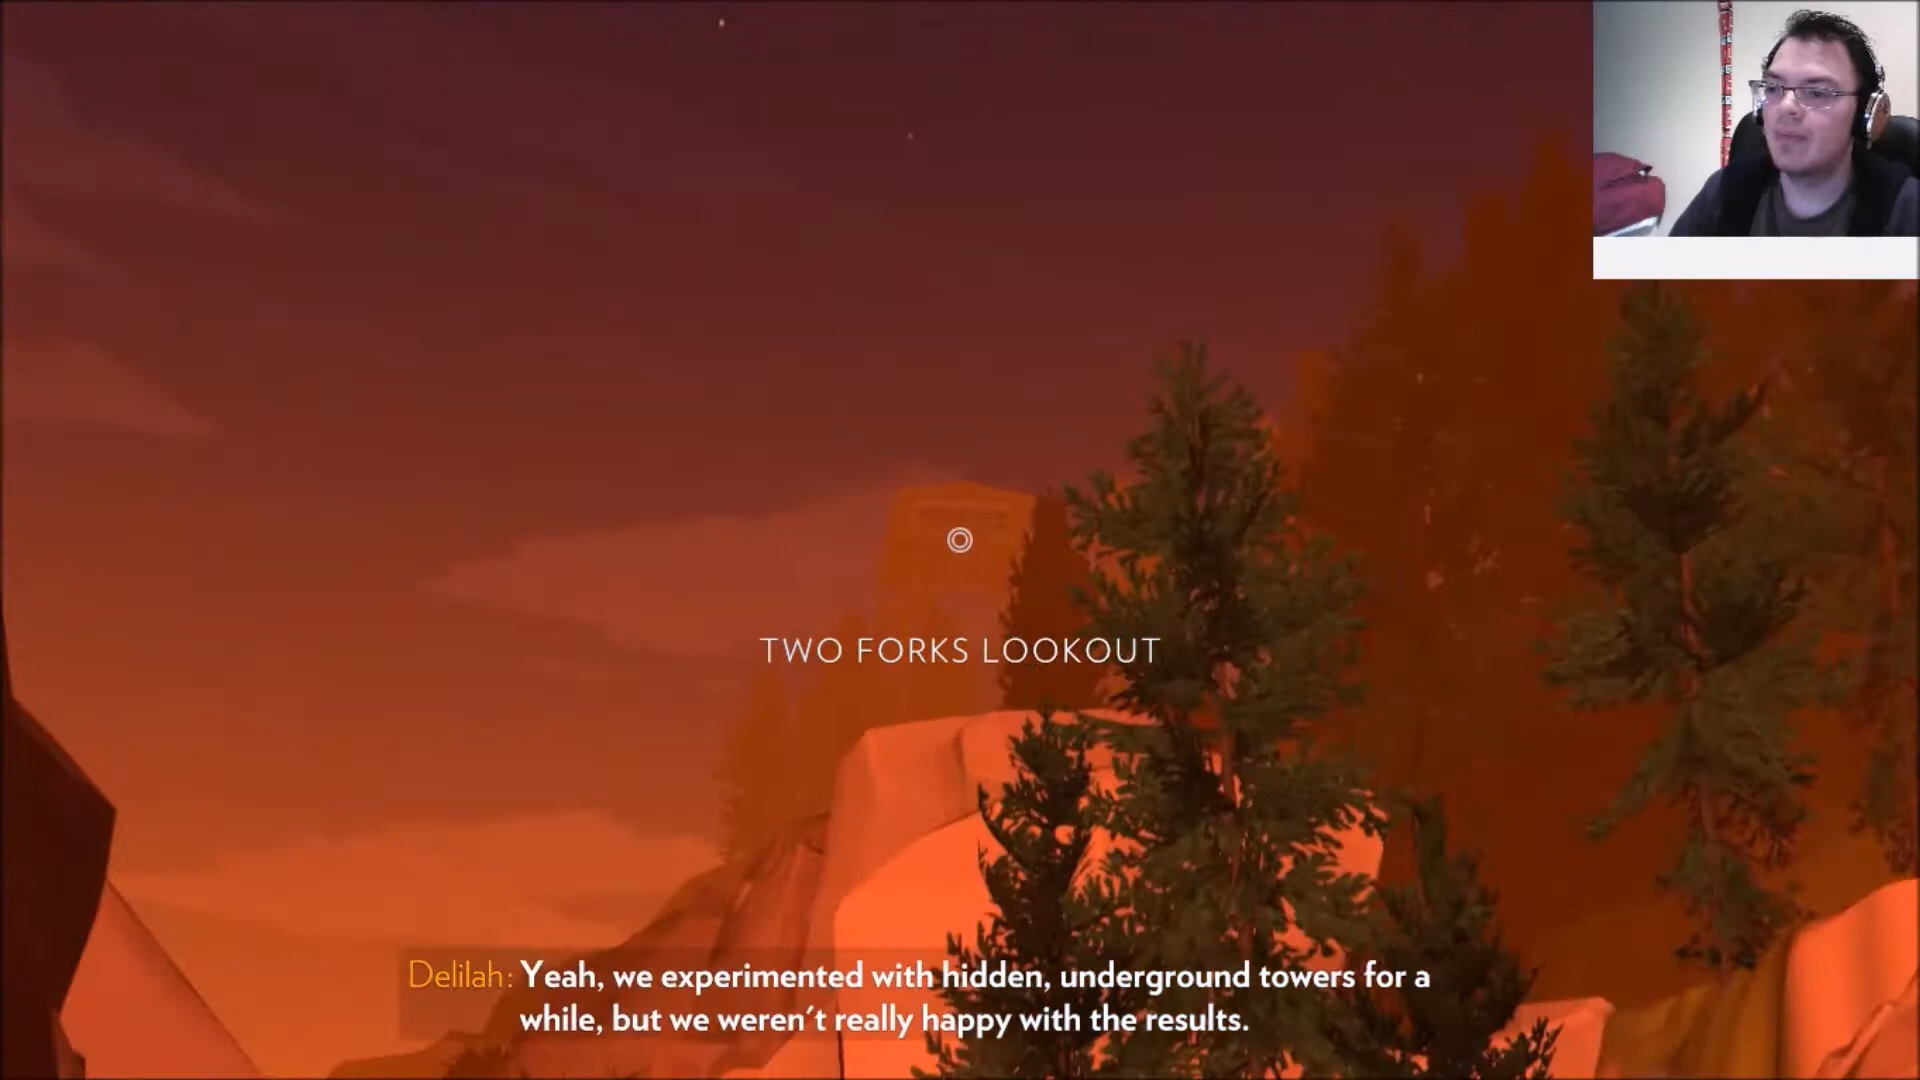 TWO FORKS LOOKOUT
Delilah: Yeah, we experimented with hidden, underground towers for a
while, but we weren't really happy with the results.